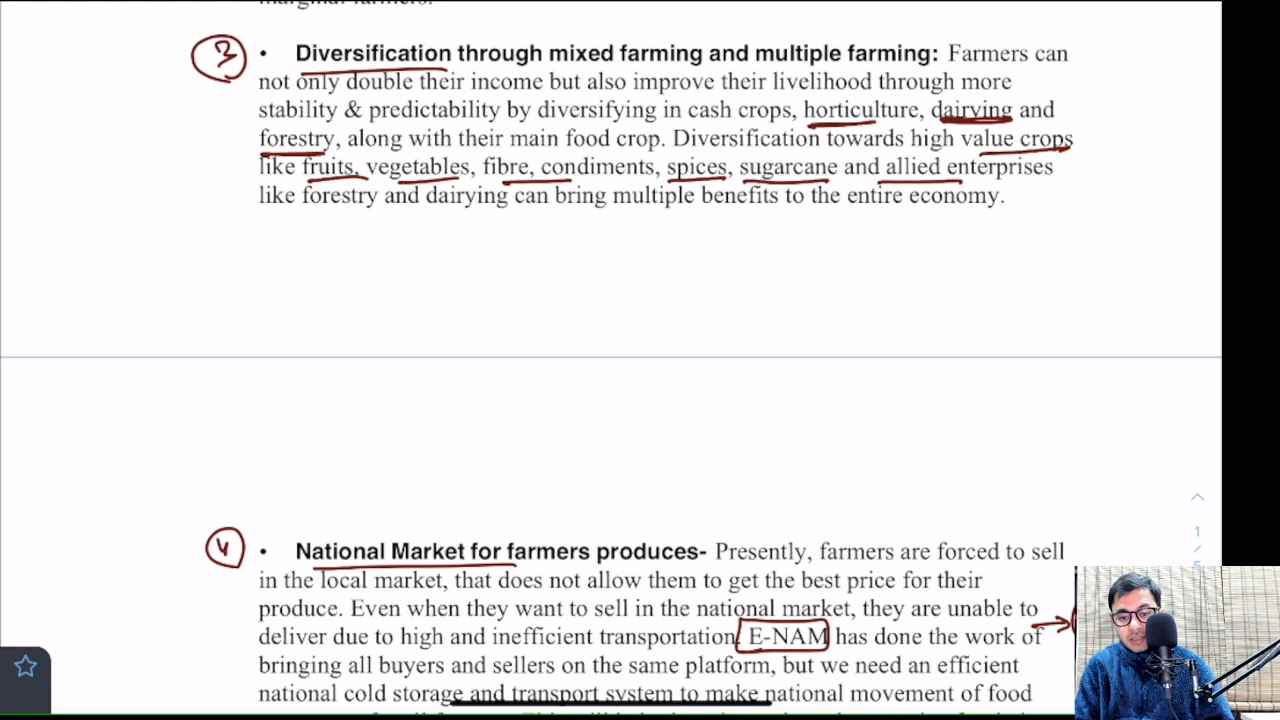 marginal farmers.
3
• Diversification through mixed farming and multiple farming: Farmers can
not only double their income but also improve their livelihood through more
stability & predictability by diversifying in cash crops, horticulture, dairying and
forestry, along with their main food crop. Diversification towards high value crops
like fruits, vegetables, fibre, condiments, spices, sugarcane and allied enterprises
like forestry and dairying can bring multiple benefits to the entire economy.
4
• National Market for farmers produces- Presently, farmers are forced to sell
in the local market, that does not allow them to get the best price for their
produce. Even when they want to sell in the national market, they are unable to
deliver due to high and inefficient transportation. E-NAM has done the work of
bringing all buyers and sellers on the same platform, but we need an efficient
national cold storage and transport system to make national movement of food
1
/